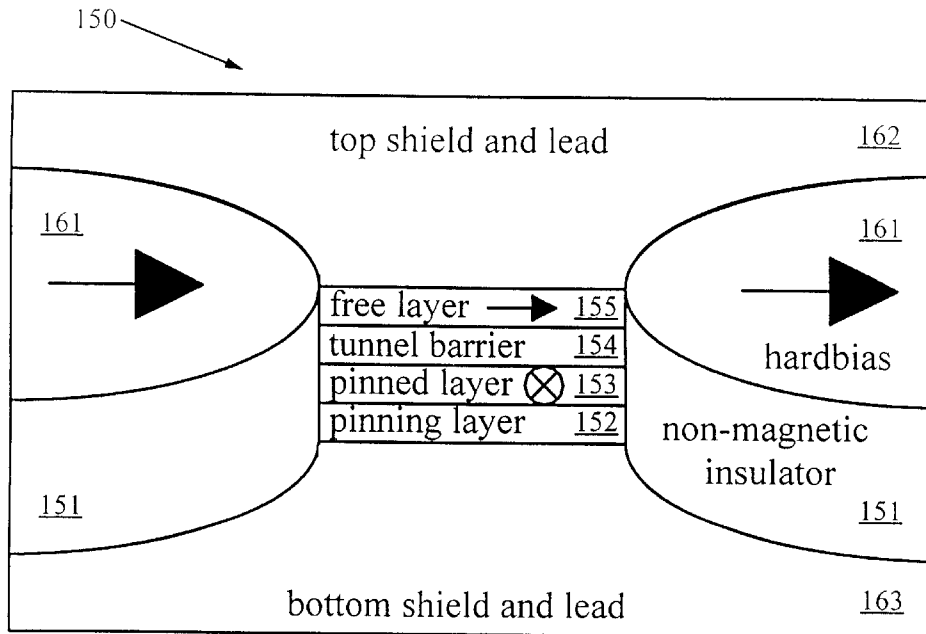 150
top shield and lead 162
161 161
free layer 155
tunnel barrier 154
hardbias
pinned layer 153
pinning layer 152
non-magnetic
insulator
151 151
bottom shield and lead 163